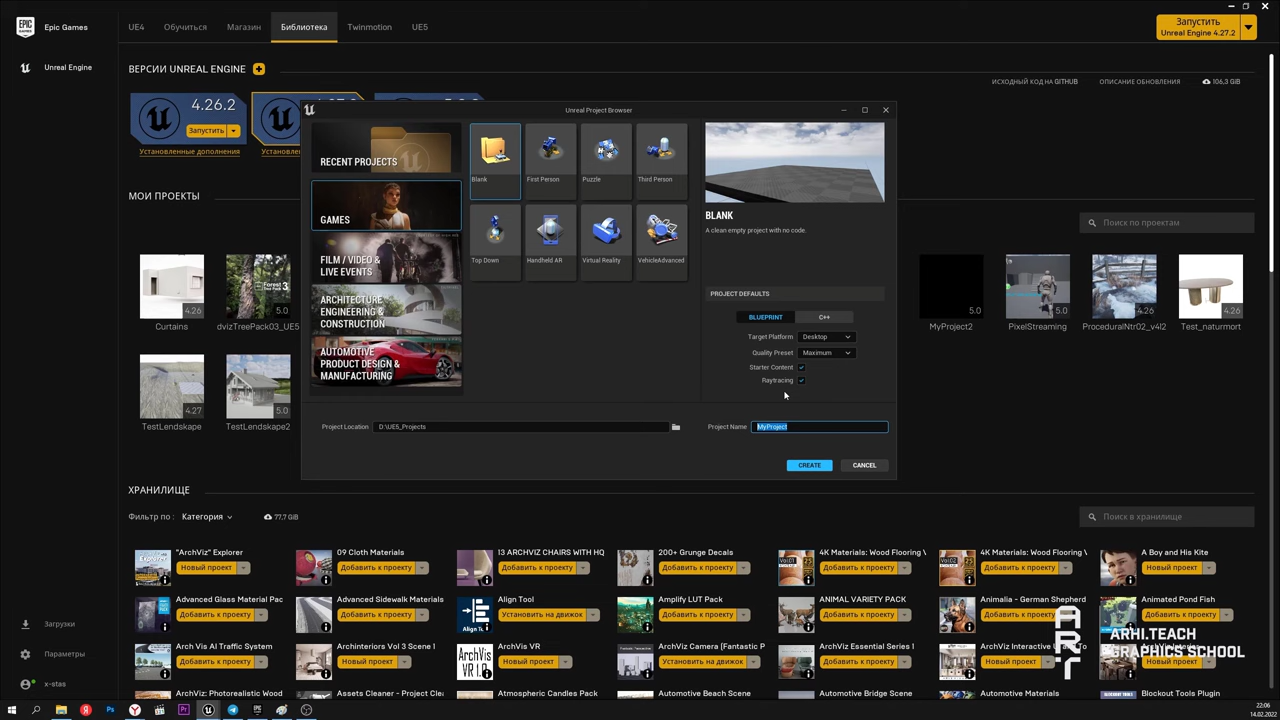 EPIC GAMES
Epic Games
UE4
Обучиться
Магазин
Библиотека
Twinmotion
UE5
Запустить
Unreal Engine 4.27.2
Unreal Engine
ВЕРСИИ UNREAL ENGINE
ИСХОДНЫЙ КОД НА GITHUB
ОПИСАНИЕ ОБНОВЛЕНИЯ
106,3 GiB
4.26.2
Запустить
Установленные дополнения
МОИ ПРОЕКТЫ
Поиск по проектам
4.26
Curtains
dvizTreePack03_UE5
5.0
MyProject2
5.0
PixelStreaming
4.26
ProceduralNtr02_v4I2
4.26
Test_naturmort
4.27
TestLendskape
5.0
TestLendskape2
Unreal Project Browser
RECENT PROJECTS
GAMES
FILM / VIDEO &
LIVE EVENTS
ARCHITECTURE
ENGINEERING &
CONSTRUCTION
AUTOMOTIVE
PRODUCT DESIGN &
MANUFACTURING
Blank
First Person
Puzzle
Third Person
Top Down
Handheld AR
Virtual Reality
VehicleAdvanced
BLANK
A clean empty project with no code.
PROJECT DEFAULTS
BLUEPRINT
C++
Target Platform
Desktop
Quality Preset
Maximum
Starter Content
Raytracing
Project Location
D:\UE5_Projects
Project Name
MyProject
CREATE
CANCEL
ХРАНИЛИЩЕ
Фильтр по :
Категория
77,7 GiB
Поиск в хранилище
"ArchViz" Explorer
Новый проект
09 Cloth Materials
Добавить к проекту
13 ARCHVIZ CHAIRS WITH HQ
Добавить к проекту
200+ Grunge Decals
Добавить к проекту
4K Materials: Wood Flooring \
Добавить к проекту
4K Materials: Wood Flooring \
Добавить к проекту
A Boy and His Kite
Новый проект
Advanced Glass Material Pac
Добавить к проекту
Advanced Sidewalk Materials
Добавить к проекту
Align Tool
Установить на движок
Amplify LUT Pack
Добавить к проекту
ANIMAL VARIETY PACK
Добавить к проекту
Animalia - German Shepherd
Добавить к проекту
Animated Pond Fish
Добавить к проекту
Arch Vis AI Traffic System
Добавить к проекту
Archinteriors Vol 3 Scene 1
Новый проект
ArchVis VR
Новый проект
ArchViz Camera [Fantastic P
Установить на движок
ArchViz Essential Series 1
Добавить к проекту
Новый проект
ArchViz: Photorealistic Wood
Assets Cleaner - Project Clea
Atmospheric Candles Pack
Automotive Beach Scene
Automotive Bridge Scene
Automotive Materials
Blockout Tools Plugin
Загрузки
Параметры
x-stas
ARHI.TEACH
GRAPHICS SCHOOL
22:06
14.02.2022